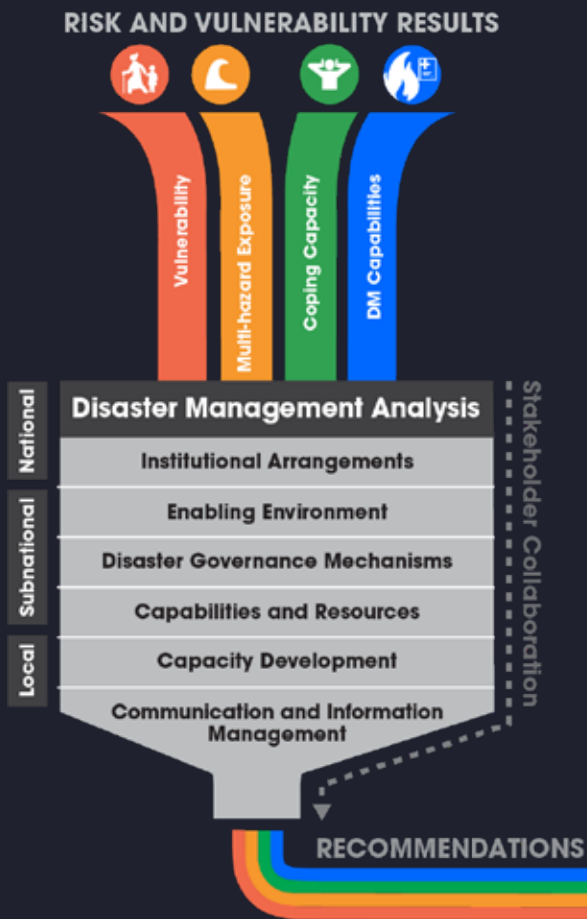 RISK AND VULNERABILITY RESULTS
Vulnerability
Multi-hazard Exposure
Coping Capacity
DM Capabilities
National
Subnational
Local
Disaster Management Analysis
Institutional Arrangements
Enabling Environment
Disaster Governance Mechanisms
Capabilities and Resources
Capacity Development
Communication and Information
Management
Stakeholder Collaboration
RECOMMENDATIONS